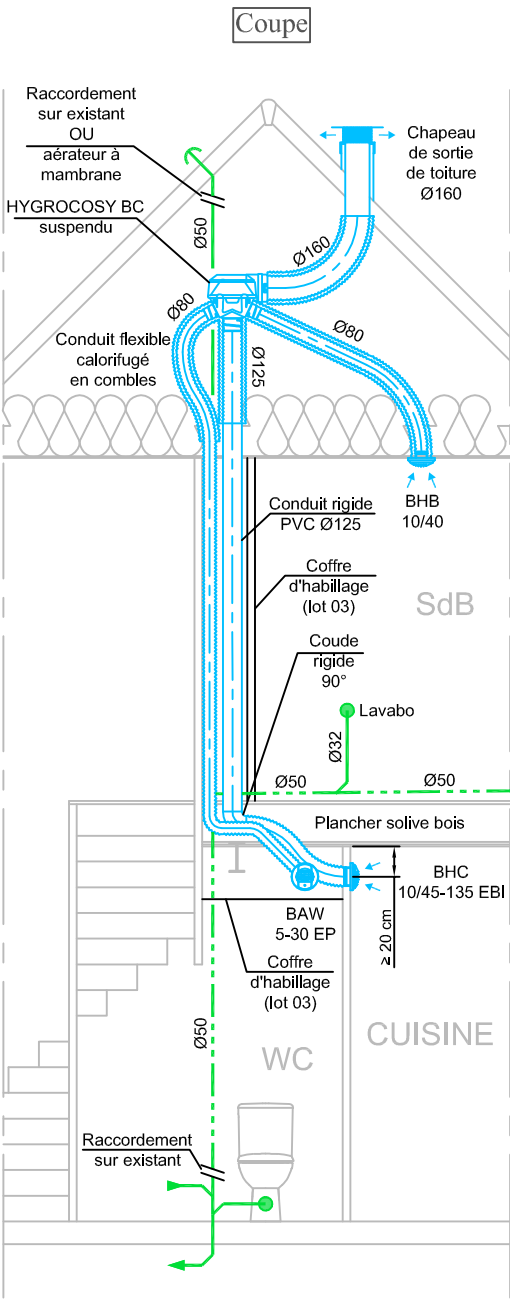 Coupe
Raccordement
sur existant
OU
aérateur à
mambrane
HYGROCOSY BC
suspendu
Ø50
Chapeau
de sortie
de toiture
Ø160
Ø160
Ø80
Ø80
Conduit flexible
calorifugé
en combles
Ø125
BHB
10/40
Conduit rigide
PVC Ø125
Coffre
d'habillage
(lot 03)
SdB
Coude
rigide
90°
Lavabo
Ø32
Ø50
Ø50
Plancher solive bois
BHC
10/45-135 EBI
≥ 20 cm
BAW
5-30 EP
Coffre
d'habillage
(lot 03)
Ø50
WC
CUISINE
Raccordement
sur existant